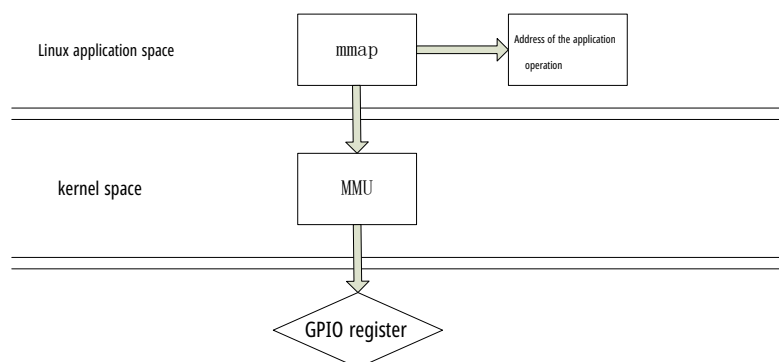 Linux application space
mmap
Address of the application
operation
kernel space
MMU
GPIO register